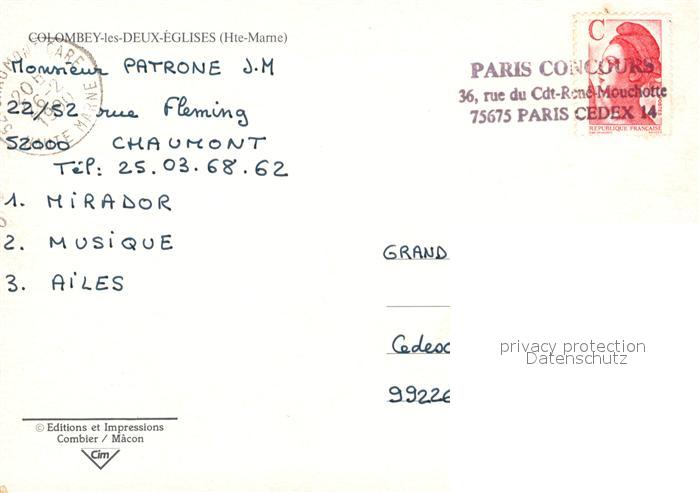 COLOMBEY-les-DEUX-ÉGLISES (Hte-Marne)
Monsieur PATRONE J.M
22/52 rue Fleming
52000 CHAUMONT
Tél: 25.03.68.62
1. MIRADOR
2. MUSIQUE
3. AILES
C
PARIS CONCOURS
36, rue du Cdt-René-Mouchotte
75675 PARIS CEDEX 14
REPUBLIQUE FRANÇAISE
GRAND
Cedex
99226
privacy protection
Datenschutz
© Editions et Impressions
Combier / Mâcon
Cim